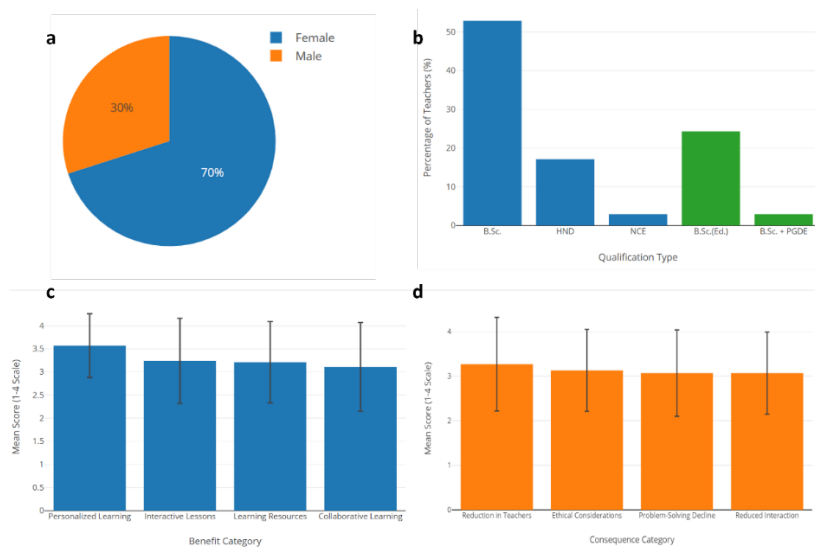 a
Female
Male
30%
70%
b
Percentage of Teachers (%)
50
40
30
20
10
0
B.Sc.
HND
NCE
B.Sc.(Ed.)
B.Sc. + PGDE
Qualification Type
c
Mean Score (1-4 Scale)
4
3.5
3
2.5
2
1.5
1
0.5
0
Personalized Learning
Interactive Lessons
Learning Resources
Collaborative Learning
Benefit Category
d
Mean Score (1-4 Scale)
4
3
2
1
0
Reduction in Teachers
Ethical Considerations
Problem-Solving Decline
Reduced Interaction
Consequence Category